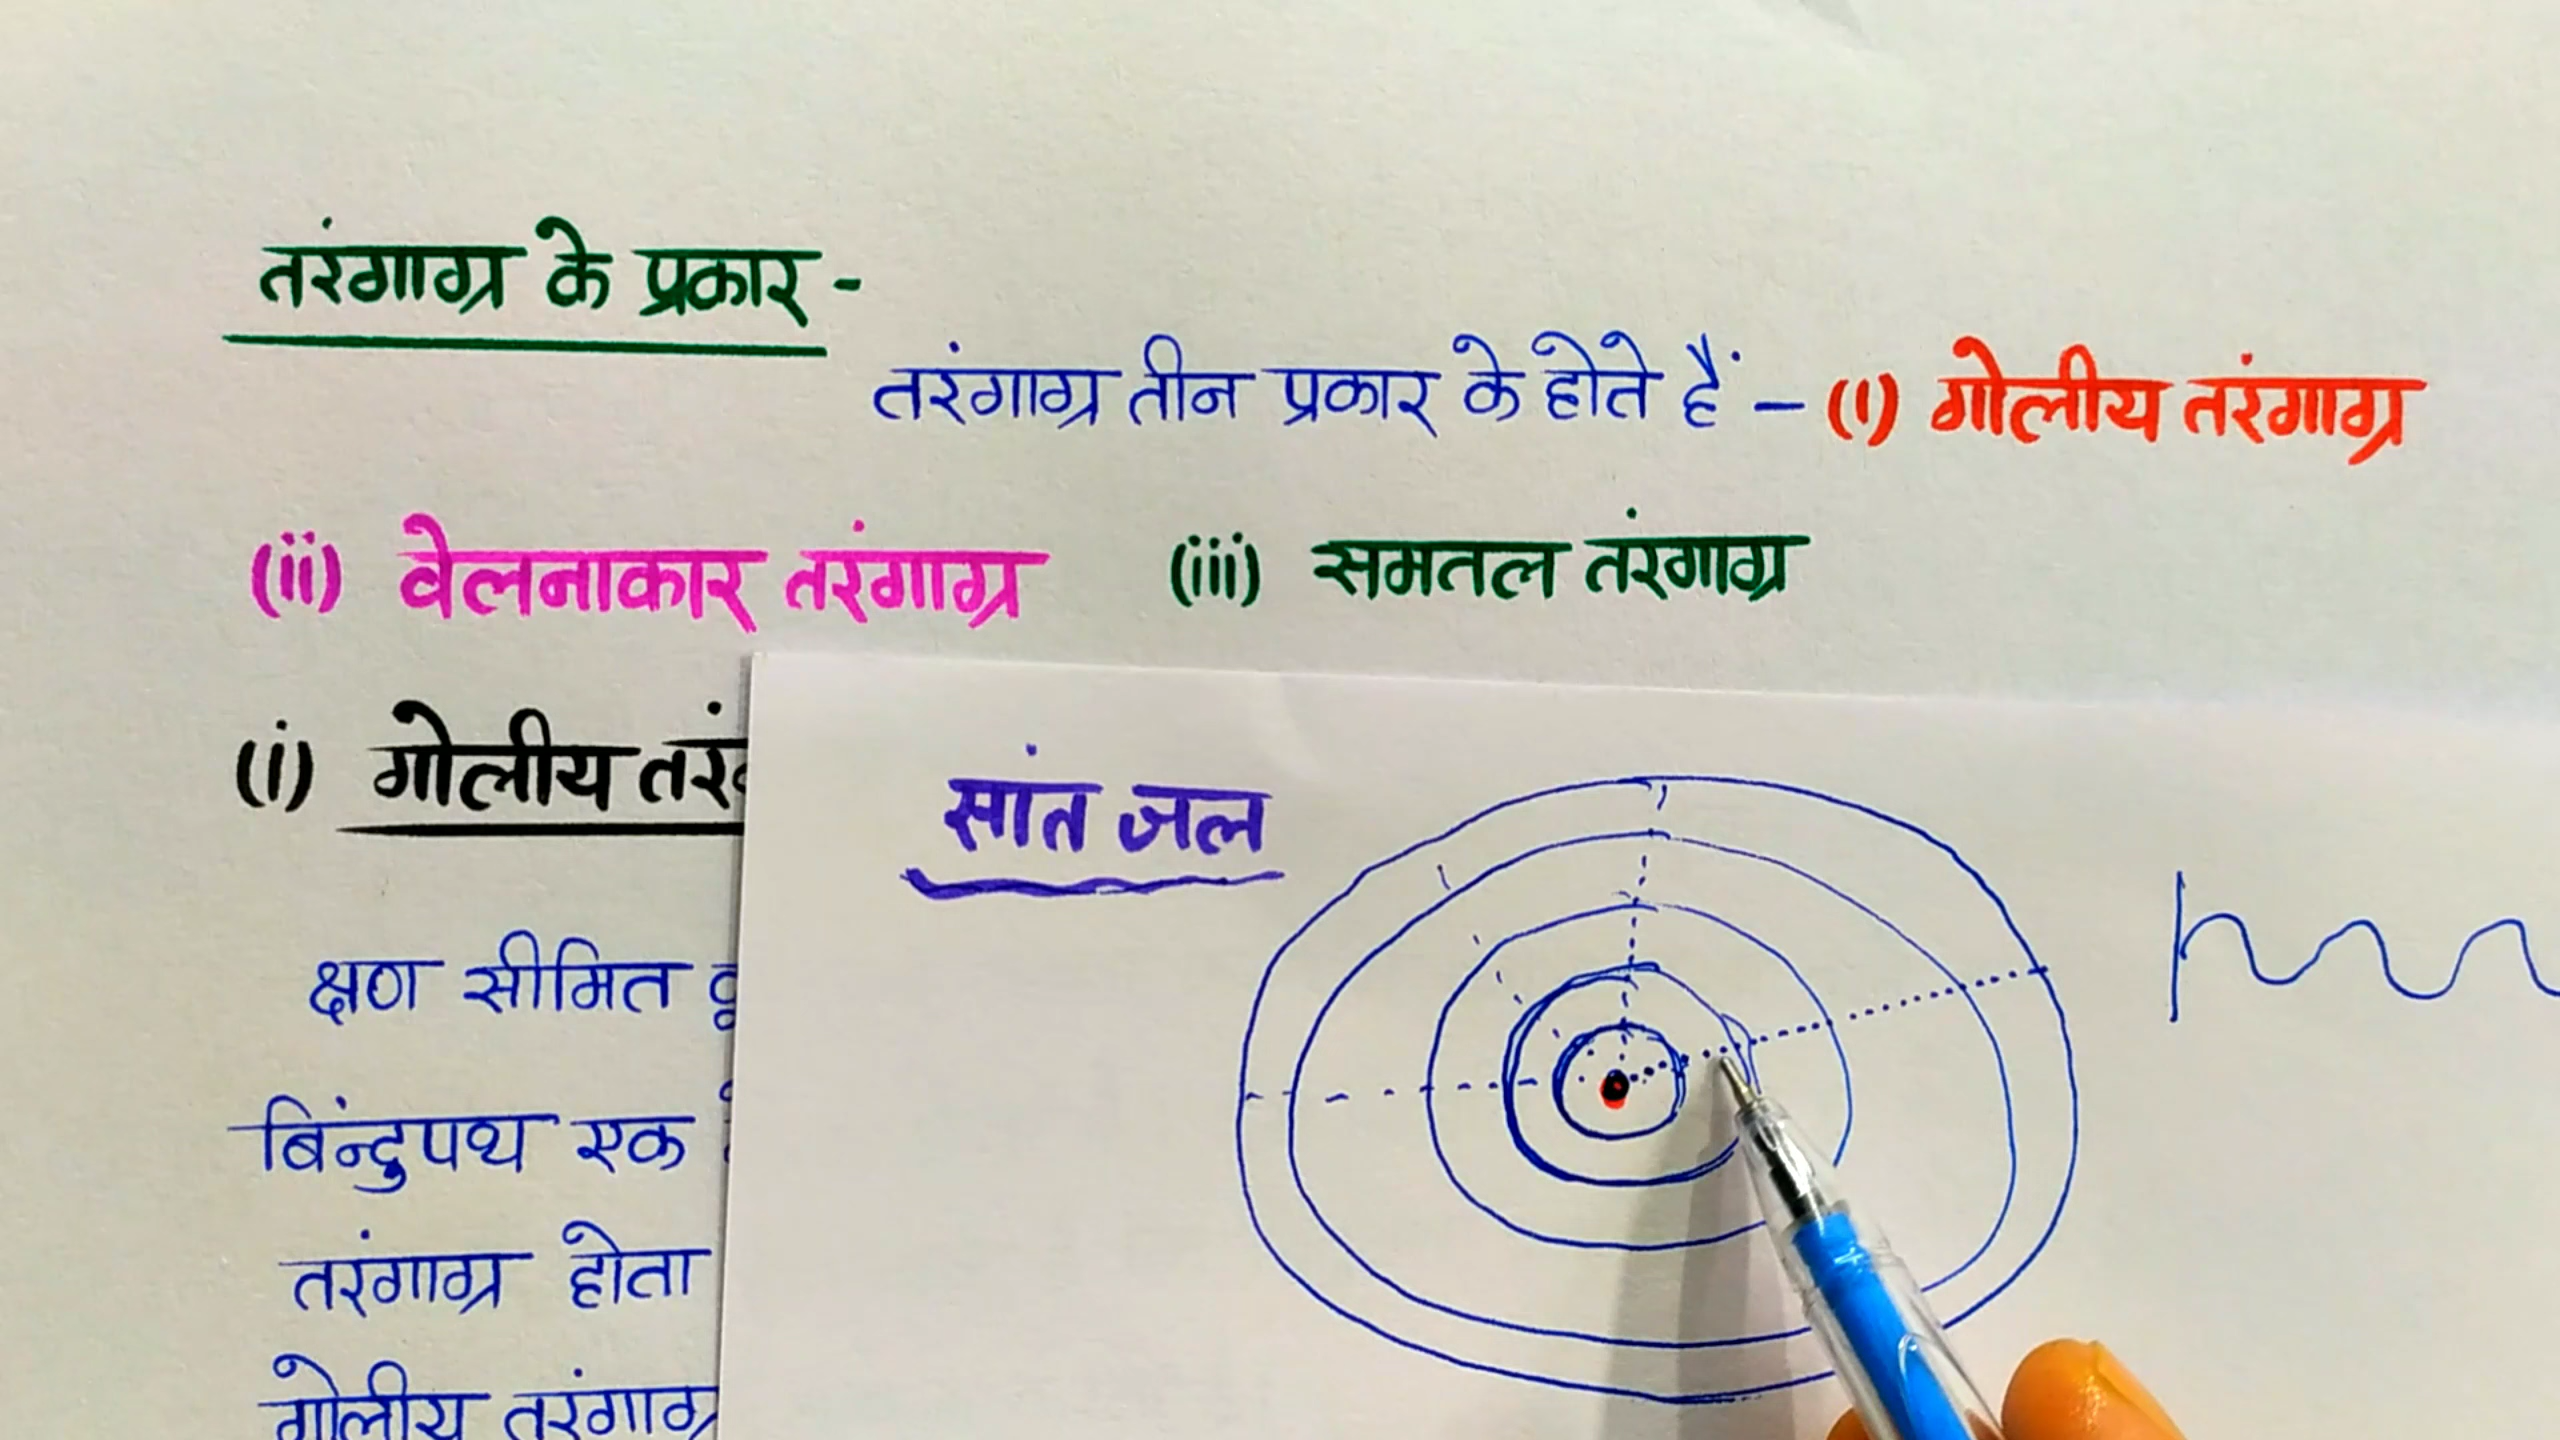 तरंगाग्र के प्रकार -
तरंगाग्र तीन प्रकार के होते हैं – (i) गोलीय तरंगाग्र
(ii) वेलनाकार तरंगाग्र (iii) समतल तरंगाग्र
(i) गोलीय
सांत जल
क्षण सीमित
बिंन्दुपथ एक
तरंगाग्र होता
गोलीय तरंगाग्र